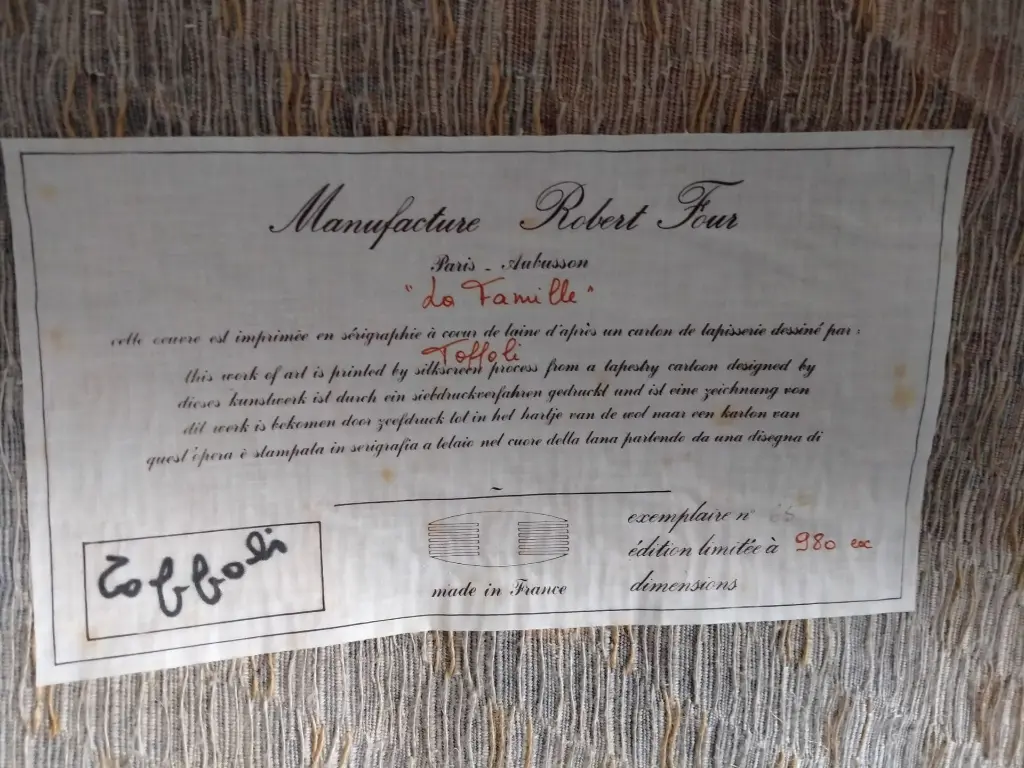 Manufacture Robert Four
Paris - Aubusson
"La Famille"
cette oeuvre est imprimée en sérigraphie à coeur de laine d'après un carton de tapisserie dessiné par :
Toffoli
this work of art is printed by silkscreen process from a tapestry cartoon designed by
dieses kunstwerk ist durch ein siebdruckverfahren gedruckt und ist eine zeichnung von
dit werk is bekomen door zeefdruck tot in het hartje van de wol naar een karton van
quest'opera è stampata in serigrafia a telaio nel cuore della lana partendo da una disegna di
Toffoli
made in France
exemplaire n°
édition limitée à 980 ex
dimensions